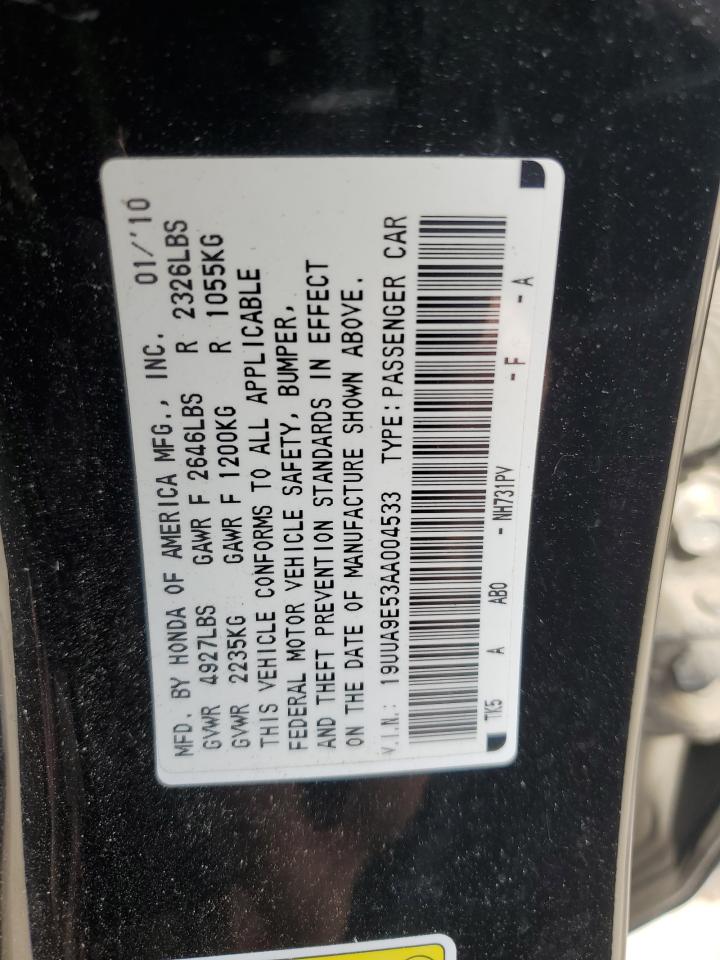 MFD. BY HONDA OF AMERICA MFG., INC. 01/'10
GVWR 4927LBS GAWR F 2646LBS R 2326LBS
GVWR 2235KG GAWR F 1200KG R 1055KG
THIS VEHICLE CONFORMS TO ALL APPLICABLE
FEDERAL MOTOR VEHICLE SAFETY, BUMPER,
AND THEFT PREVENTION STANDARDS IN EFFECT
ON THE DATE OF MANUFACTURE SHOWN ABOVE.
V.I.N.: 19UUA9E53AA004533 TYPE:PASSENGER CAR
TK5 A AB0 - NH731PV - F - A